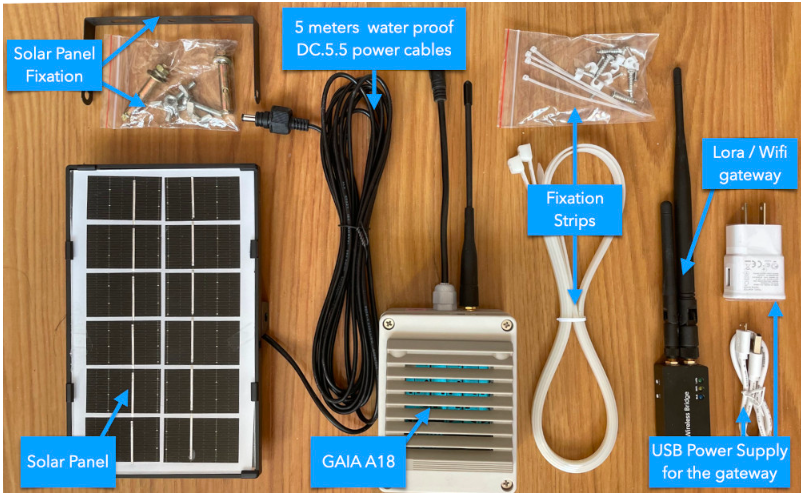 Solar Panel
Fixation
5 meters  water proof
DC.5.5 power cables
Lora / Wifi
gateway
Fixation
Strips
Wireless Bridge
Solar Panel
GAIA A18
USB Power Supply
for the gateway